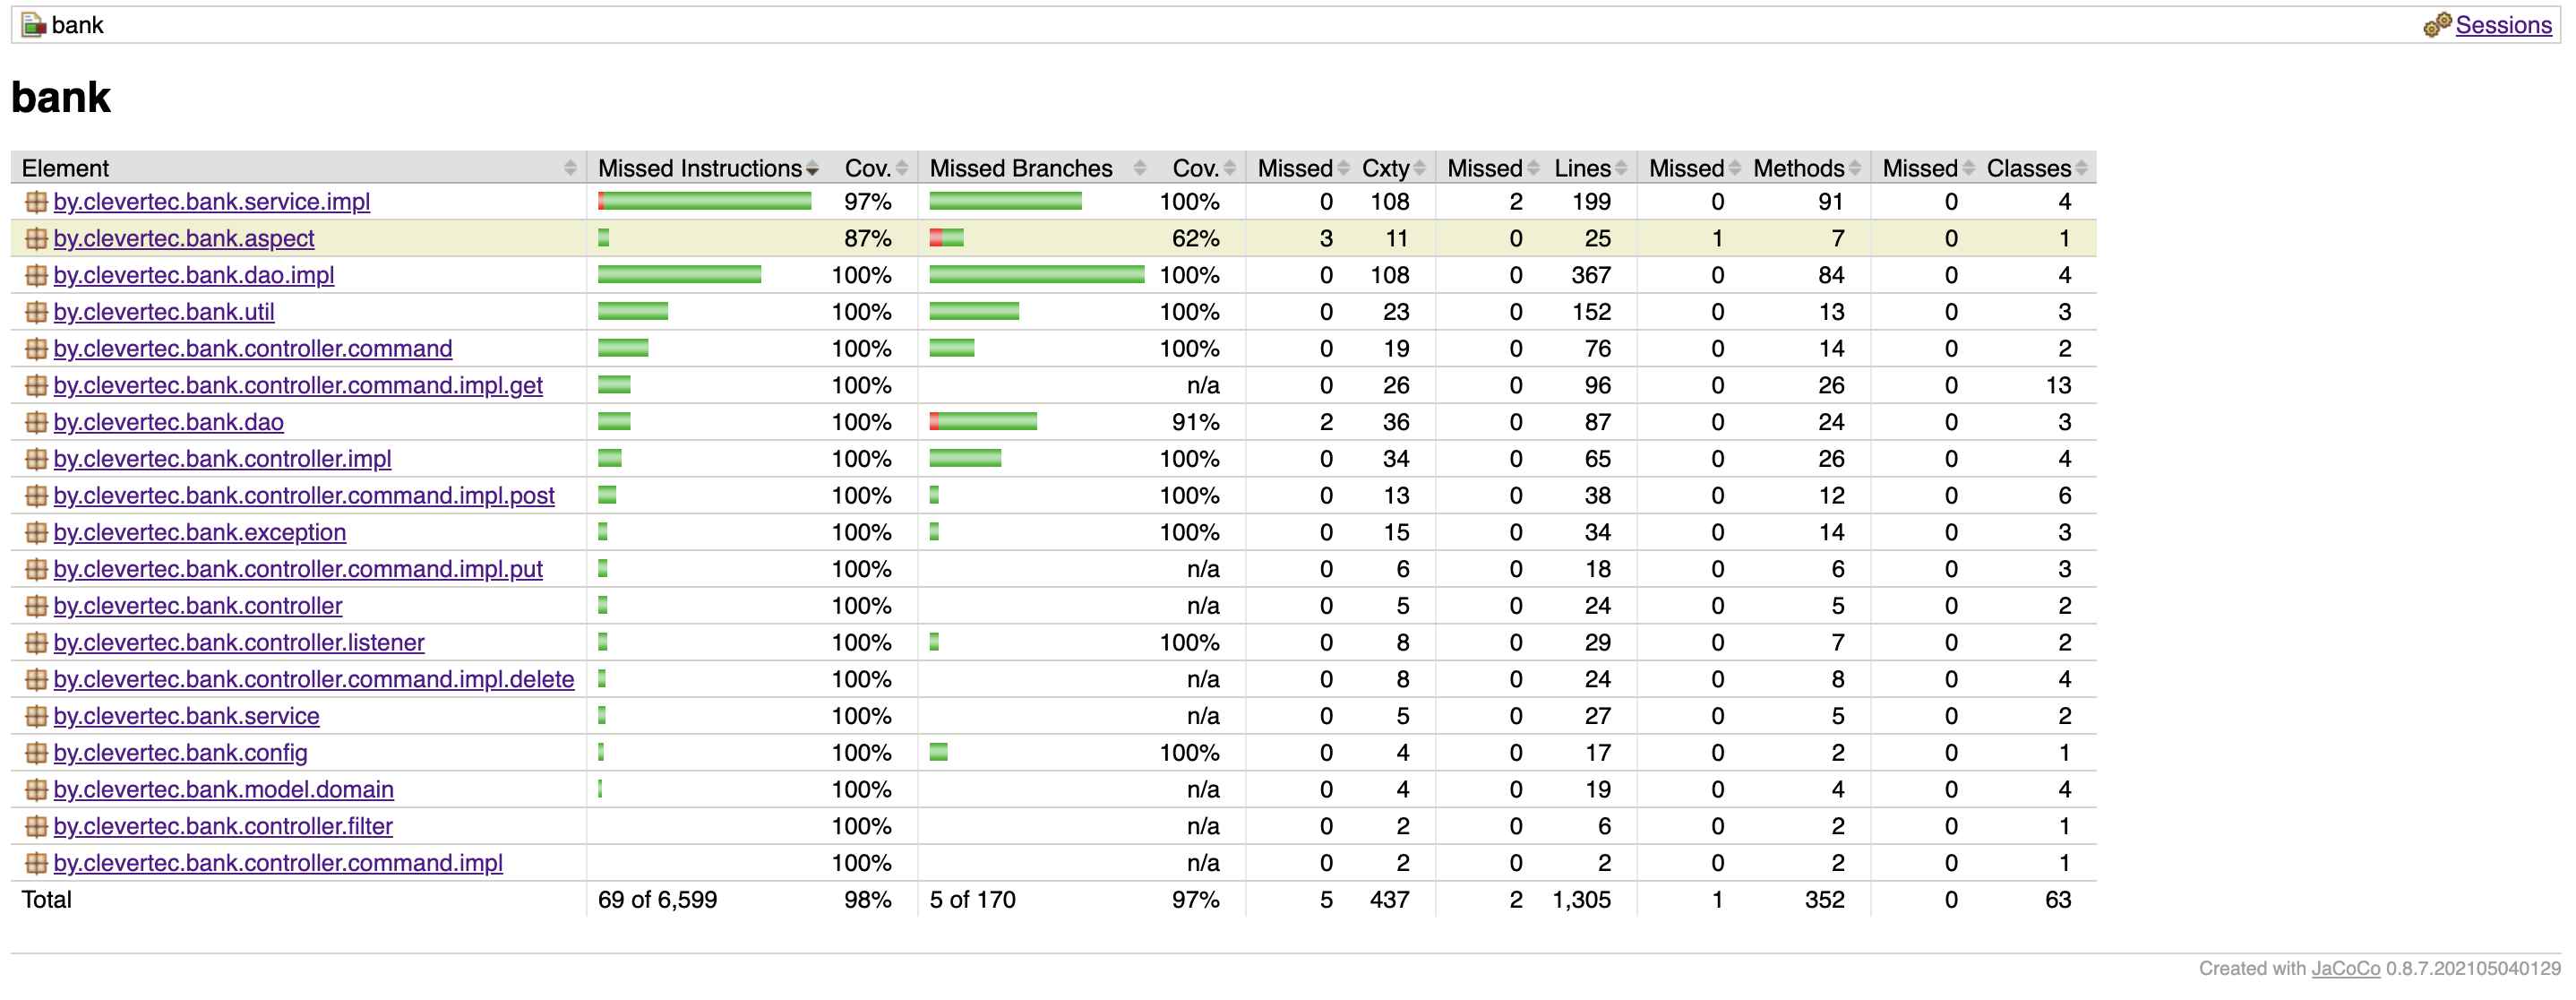 bank Sessions
bank
Element Missed Instructions Cov. Missed Branches Cov. Missed Cxty Missed Lines Missed Methods Missed Classes
by.clevertec.bank.service.impl 97% 100% 0 108 2 199 0 91 0 4
by.clevertec.bank.aspect 87% 62% 3 11 0 25 1 7 0 1
by.clevertec.bank.dao.impl 100% 100% 0 108 0 367 0 84 0 4
by.clevertec.bank.util 100% 100% 0 23 0 152 0 13 0 3
by.clevertec.bank.controller.command 100% 100% 0 19 0 76 0 14 0 2
by.clevertec.bank.controller.command.impl.get 100% n/a 0 26 0 96 0 26 0 13
by.clevertec.bank.dao 100% 91% 2 36 0 87 0 24 0 3
by.clevertec.bank.controller.impl 100% 100% 0 34 0 65 0 26 0 4
by.clevertec.bank.controller.command.impl.post 100% 100% 0 13 0 38 0 12 0 6
by.clevertec.bank.exception 100% 100% 0 15 0 34 0 14 0 3
by.clevertec.bank.controller.command.impl.put 100% n/a 0 6 0 18 0 6 0 3
by.clevertec.bank.controller 100% n/a 0 5 0 24 0 5 0 2
by.clevertec.bank.controller.listener 100% 100% 0 8 0 29 0 7 0 2
by.clevertec.bank.controller.command.impl.delete 100% n/a 0 8 0 24 0 8 0 4
by.clevertec.bank.service 100% n/a 0 5 0 27 0 5 0 2
by.clevertec.bank.config 100% 100% 0 4 0 17 0 2 0 1
by.clevertec.bank.model.domain 100% n/a 0 4 0 19 0 4 0 4
by.clevertec.bank.controller.filter 100% n/a 0 2 0 6 0 2 0 1
by.clevertec.bank.controller.command.impl 100% n/a 0 2 0 2 0 2 0 1
Total 69 of 6,599 98% 5 of 170 97% 5 437 2 1,305 1 352 0 63
Created with JaCoCo 0.8.7.202105040129